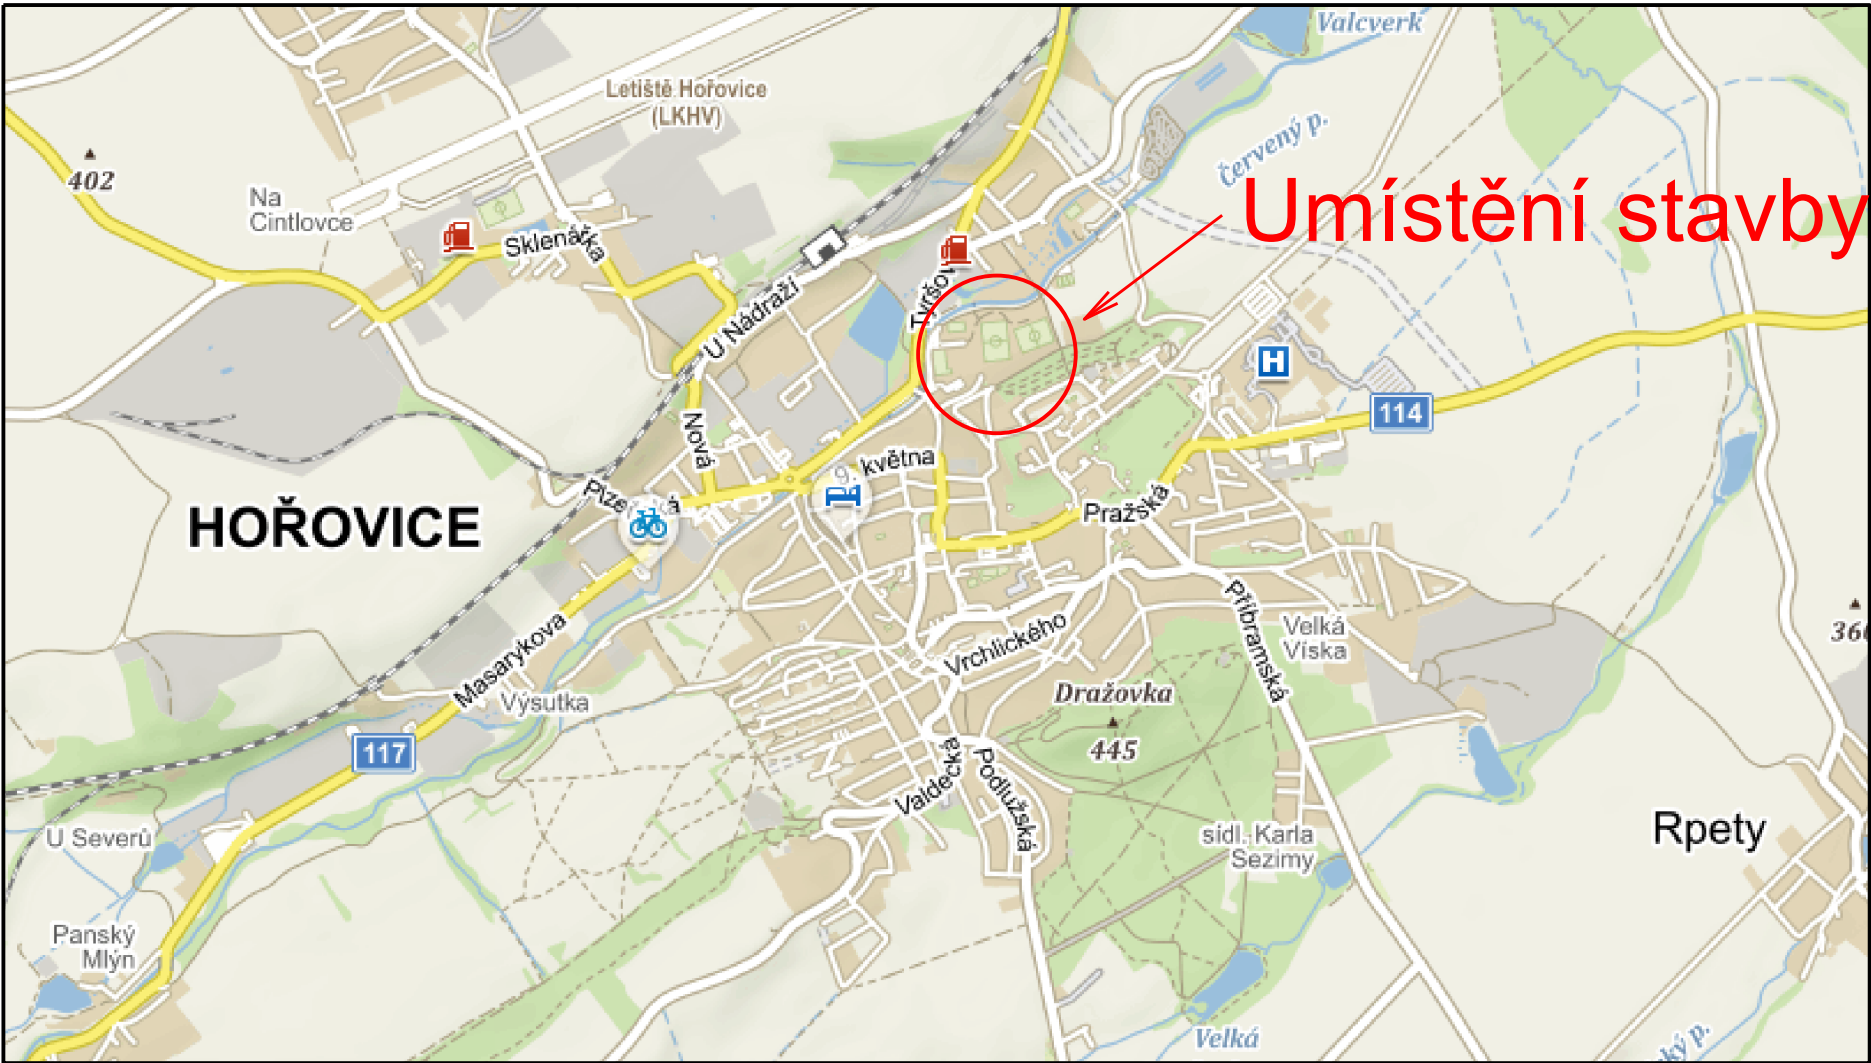 Valcverk
Letiště Hořovice
(LKHV)
Červený p.
402
Na
Cintlovce
Umístění stavby
Sklenářka
Tyršova
U Nádraží
H
114
Nová
9. května
Plzeňská
Pražská
HOŘOVICE
Masarykova
Příbramská
Velká
Víska
Vrchlického
Výsutka
Dražovka
445
117
Valdecká
Podlužská
U Severů
sídl. Karla
Sezimy
Rpety
Panský
Mlýn
Velká